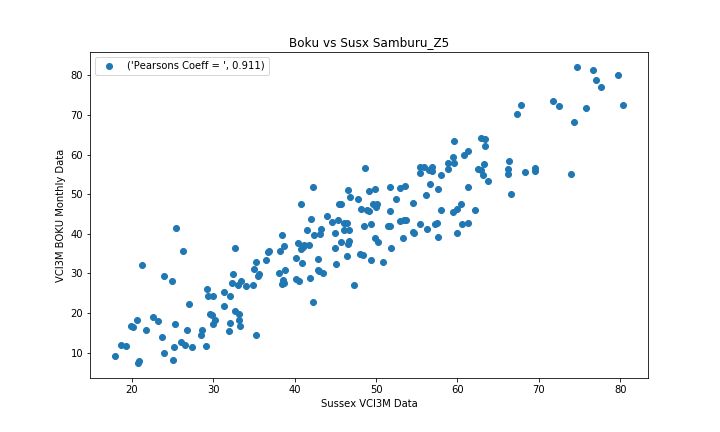 Boku vs Susx Samburu_Z5
('Pearsons Coeff = ', 0.911)
VCI3M BOKU Monthly Data
80
70
60
50
40
30
20
10
20 30 40 50 60 70 80
Sussex VCI3M Data